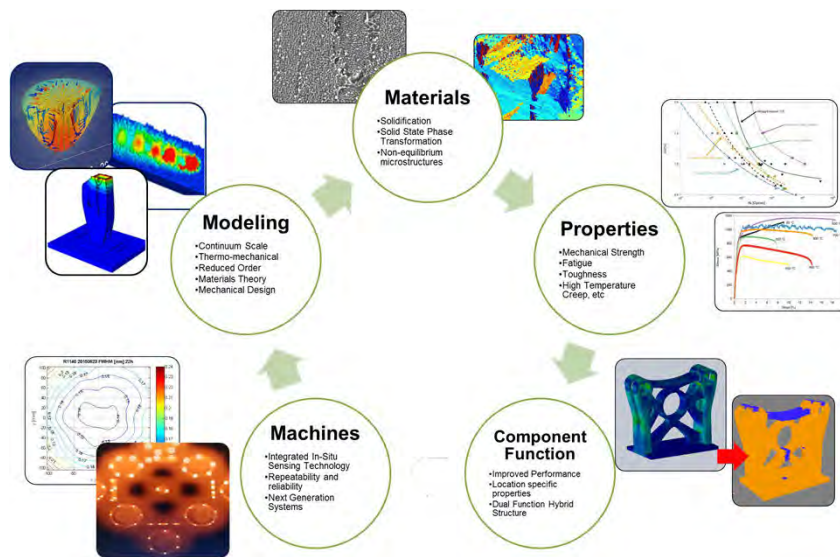 Materials
•Solidification
•Solid State Phase
Transformation
•Non-equilibrium
microstructures
Modeling
•Continuum Scale
•Thermo-mechanical
•Reduced Order
•Materials Theory
•Mechanical Design
Properties
•Mechanical Strength
•Fatigue
•Toughness
•High Temperature
Creep, etc
Machines
•Integrated In-Situ
Sensing Technology
•Repeatability and
reliability
•Next Generation
Systems
Component
Function
•Improved Performance
•Location specific
properties
•Dual Function Hybrid
Structure